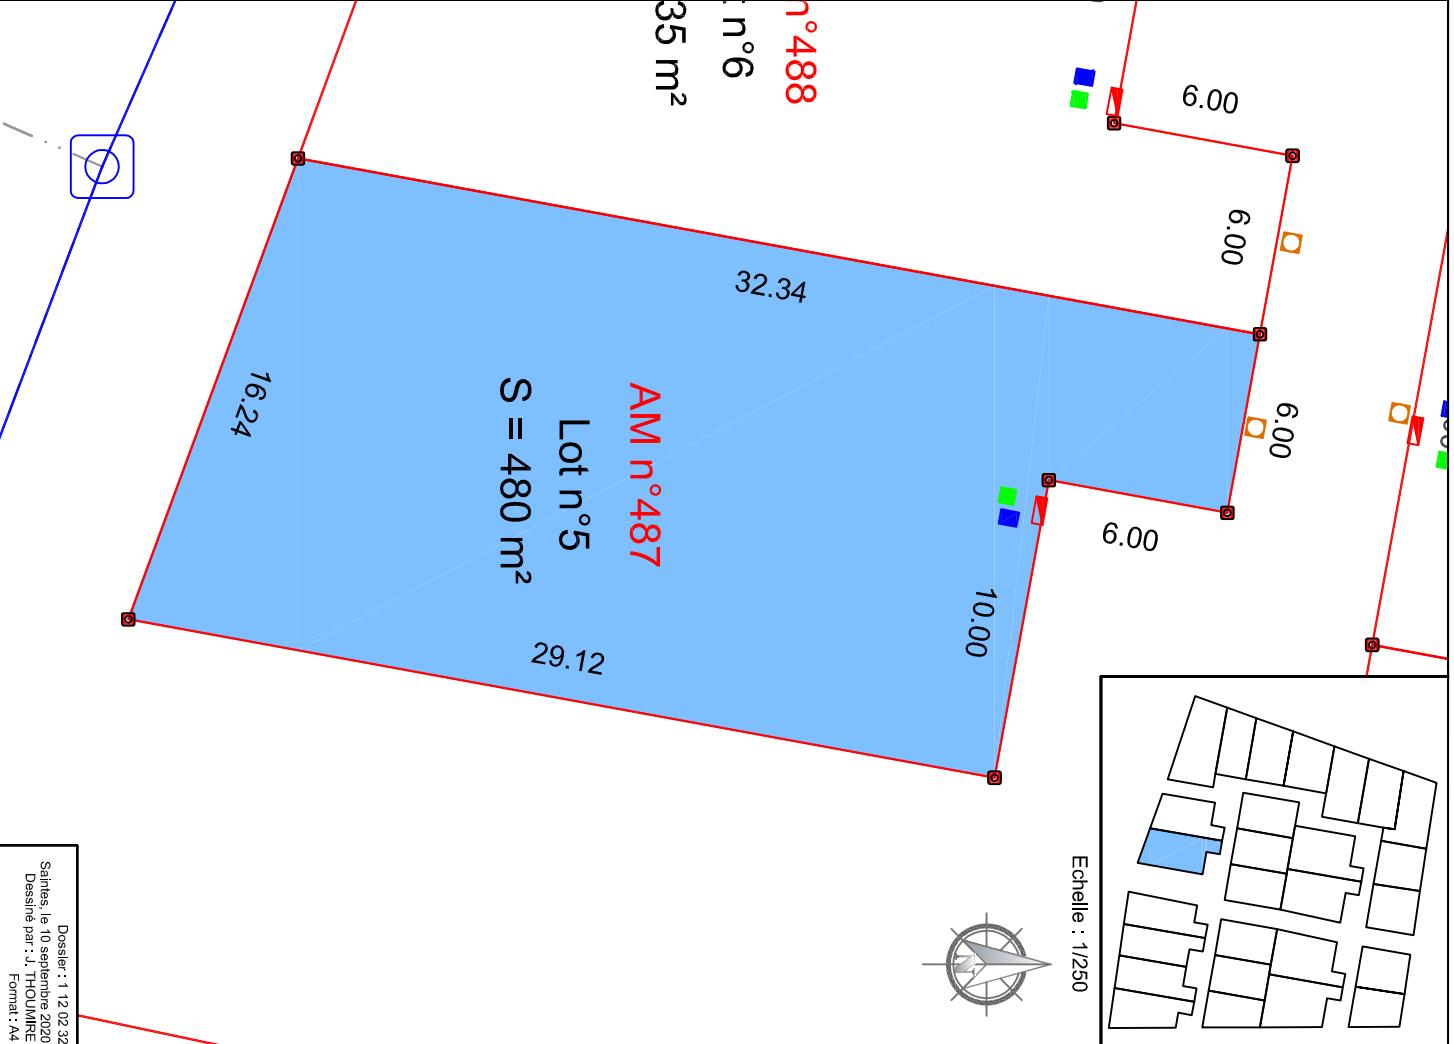 n°488
n°6
35 m²
6.00
6.00
32.34
6.00
6.00
16.24
AM n°487
Lot n°5
S = 480 m²
10.00
29.12
Echelle : 1/250
N
Dossier : 1 12 02 32
Saintes, le 10 septembre 2020
Dessiné par : J. THOUMIRE
Format : A4